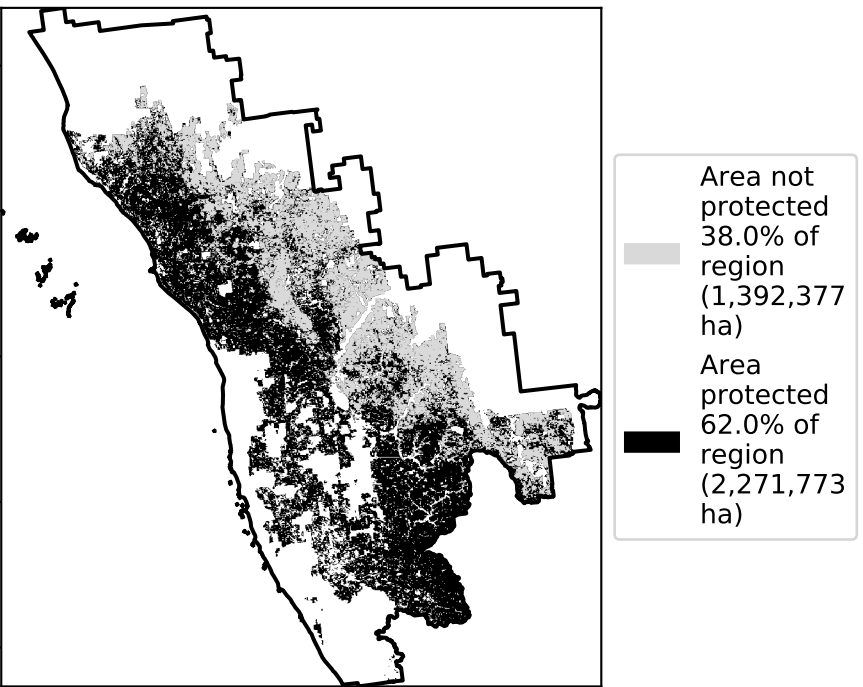 Area not
protected
38.0% of
region
(1,392,377
ha)
Area
protected
62.0% of
region
(2,271,773
ha)